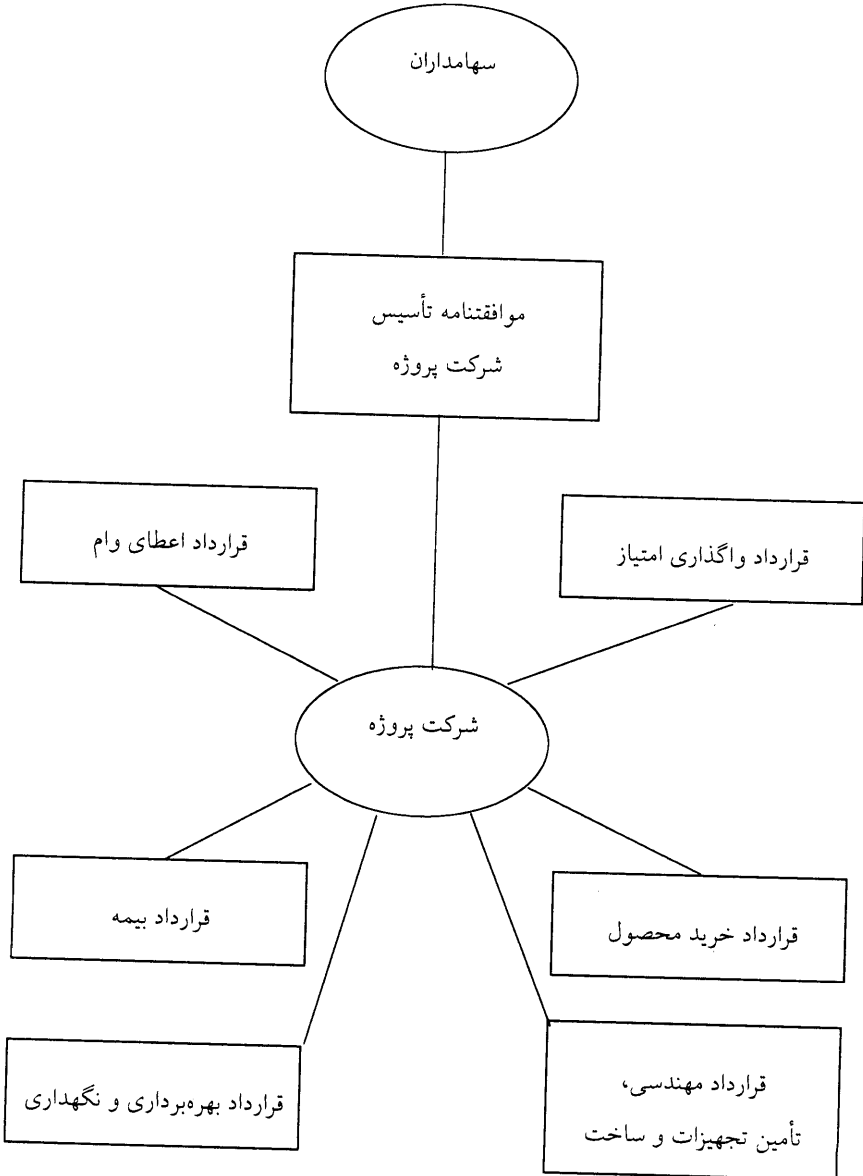 سهامداران
موافقتنامه تأسیس
شرکت پروژه
قرارداد واگذاری امتیاز
قرارداد اعطای وام
شرکت پروژه
قرارداد خرید محصول
قرارداد بیمه
قرارداد مهندسی،
تأمین تجهیزات و ساخت
قرارداد بهره‌برداری و نگهداری